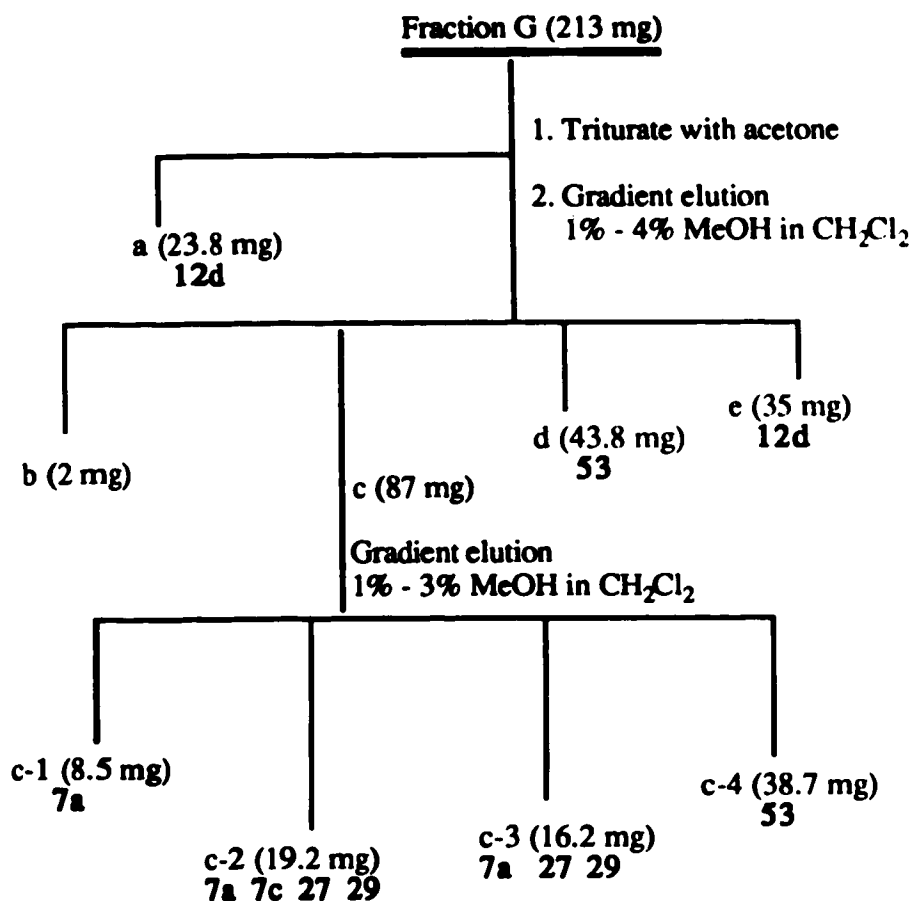 Fraction G (213 mg)
1. Triturate with acetone
2. Gradient elution
1% - 4% MeOH in CH₂Cl₂
a (23.8 mg)
12d
b (2 mg)
c (87 mg)
d (43.8 mg)
53
e (35 mg)
12d
Gradient elution
1% - 3% MeOH in CH₂Cl₂
c-1 (8.5 mg)
7a
c-2 (19.2 mg)
7a 7c 27 29
c-3 (16.2 mg)
7a 27 29
c-4 (38.7 mg)
53